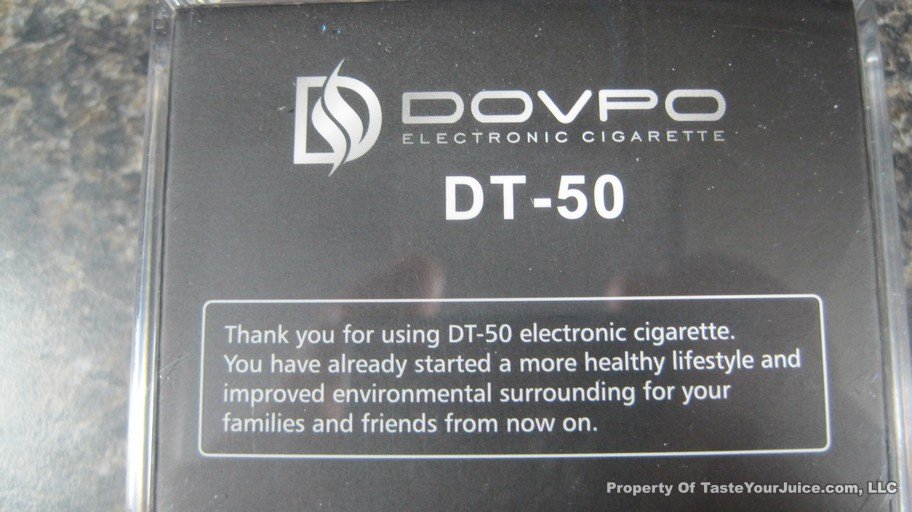 DOVPO
ELECTRONIC CIGARETTE
DT-50
Thank you for using DT-50 electronic cigarette.
You have already started a more healthy lifestyle and
improved environmental surrounding for your
families and friends from now on.
Property Of TasteYourJuice.com, LLC